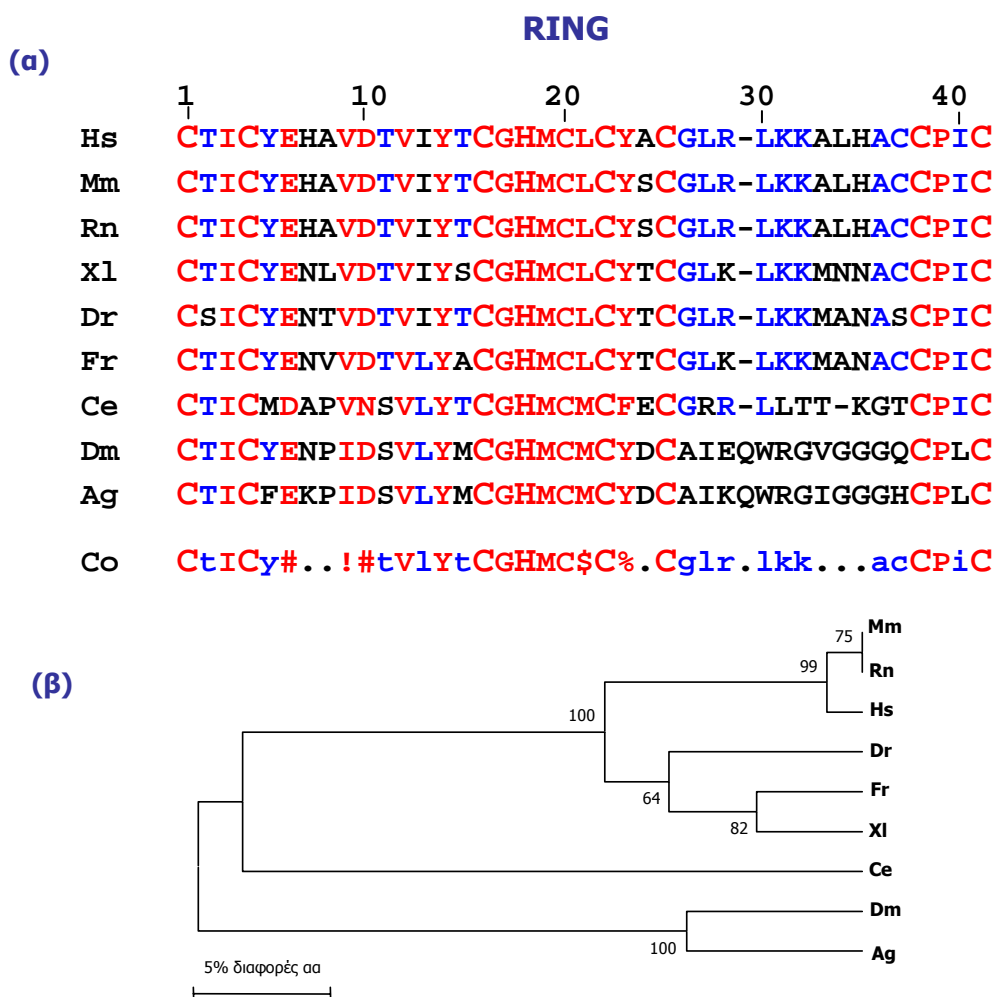 RING
(α)
1 10 20 30 40
Hs CTICYEHAVDTVIYTCGHMCLCYACGLR-LKKALHACCPIC
Mm CTICYEHAVDTVIYTCGHMCLCYSCGLR-LKKALHACCPIC
Rn CTICYEHAVDTVIYTCGHMCLCYSCGLR-LKKALHACCPIC
Xl CTICYENLVDTVIYSCGHMCLCYTCGLK-LKKMNNACCPIC
Dr CSICYENTVDTVIYTCGHMCLCYTCGLR-LKKMANASCPIC
Fr CTICYENVVDTVLYACGHMCLCYTCGLK-LKKMANACCPIC
Ce CTICMDAPVNSVLYTCGHMCMCFECGRR-LLTT-KGTCPIC
Dm CTICYENPIDSVLYMCGHMCMCYDCAIEQWRGVGGGQCPLC
Ag CTICFEKPIDSVLYMCGHMCMCYDCAIKQWRGIGGGHCPLC
Co CtICy#..!#tVlYtCGHMC$C%.Cglr.lkk...acCPiC
(β)
75 Mm
99 Rn
Hs
100
Dr
64 Fr
82 Xl
Ce
Dm
100 Ag
5% διαφορές αα